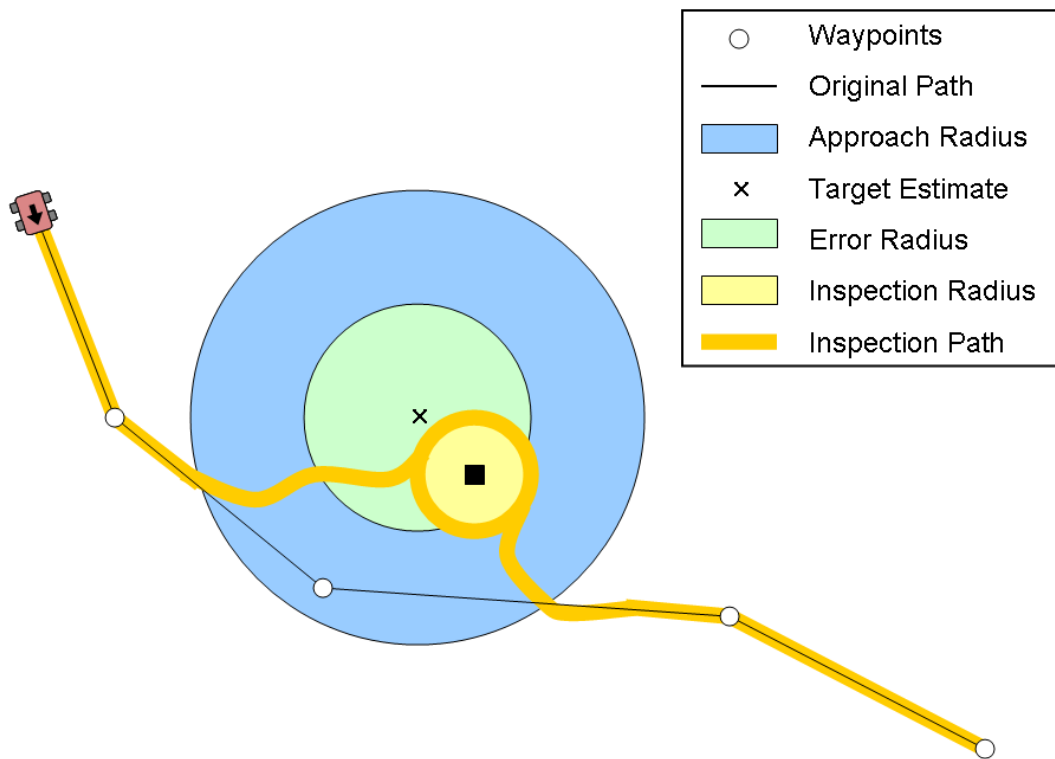 Waypoints
Original Path
Approach Radius
Target Estimate
Error Radius
Inspection Radius
Inspection Path